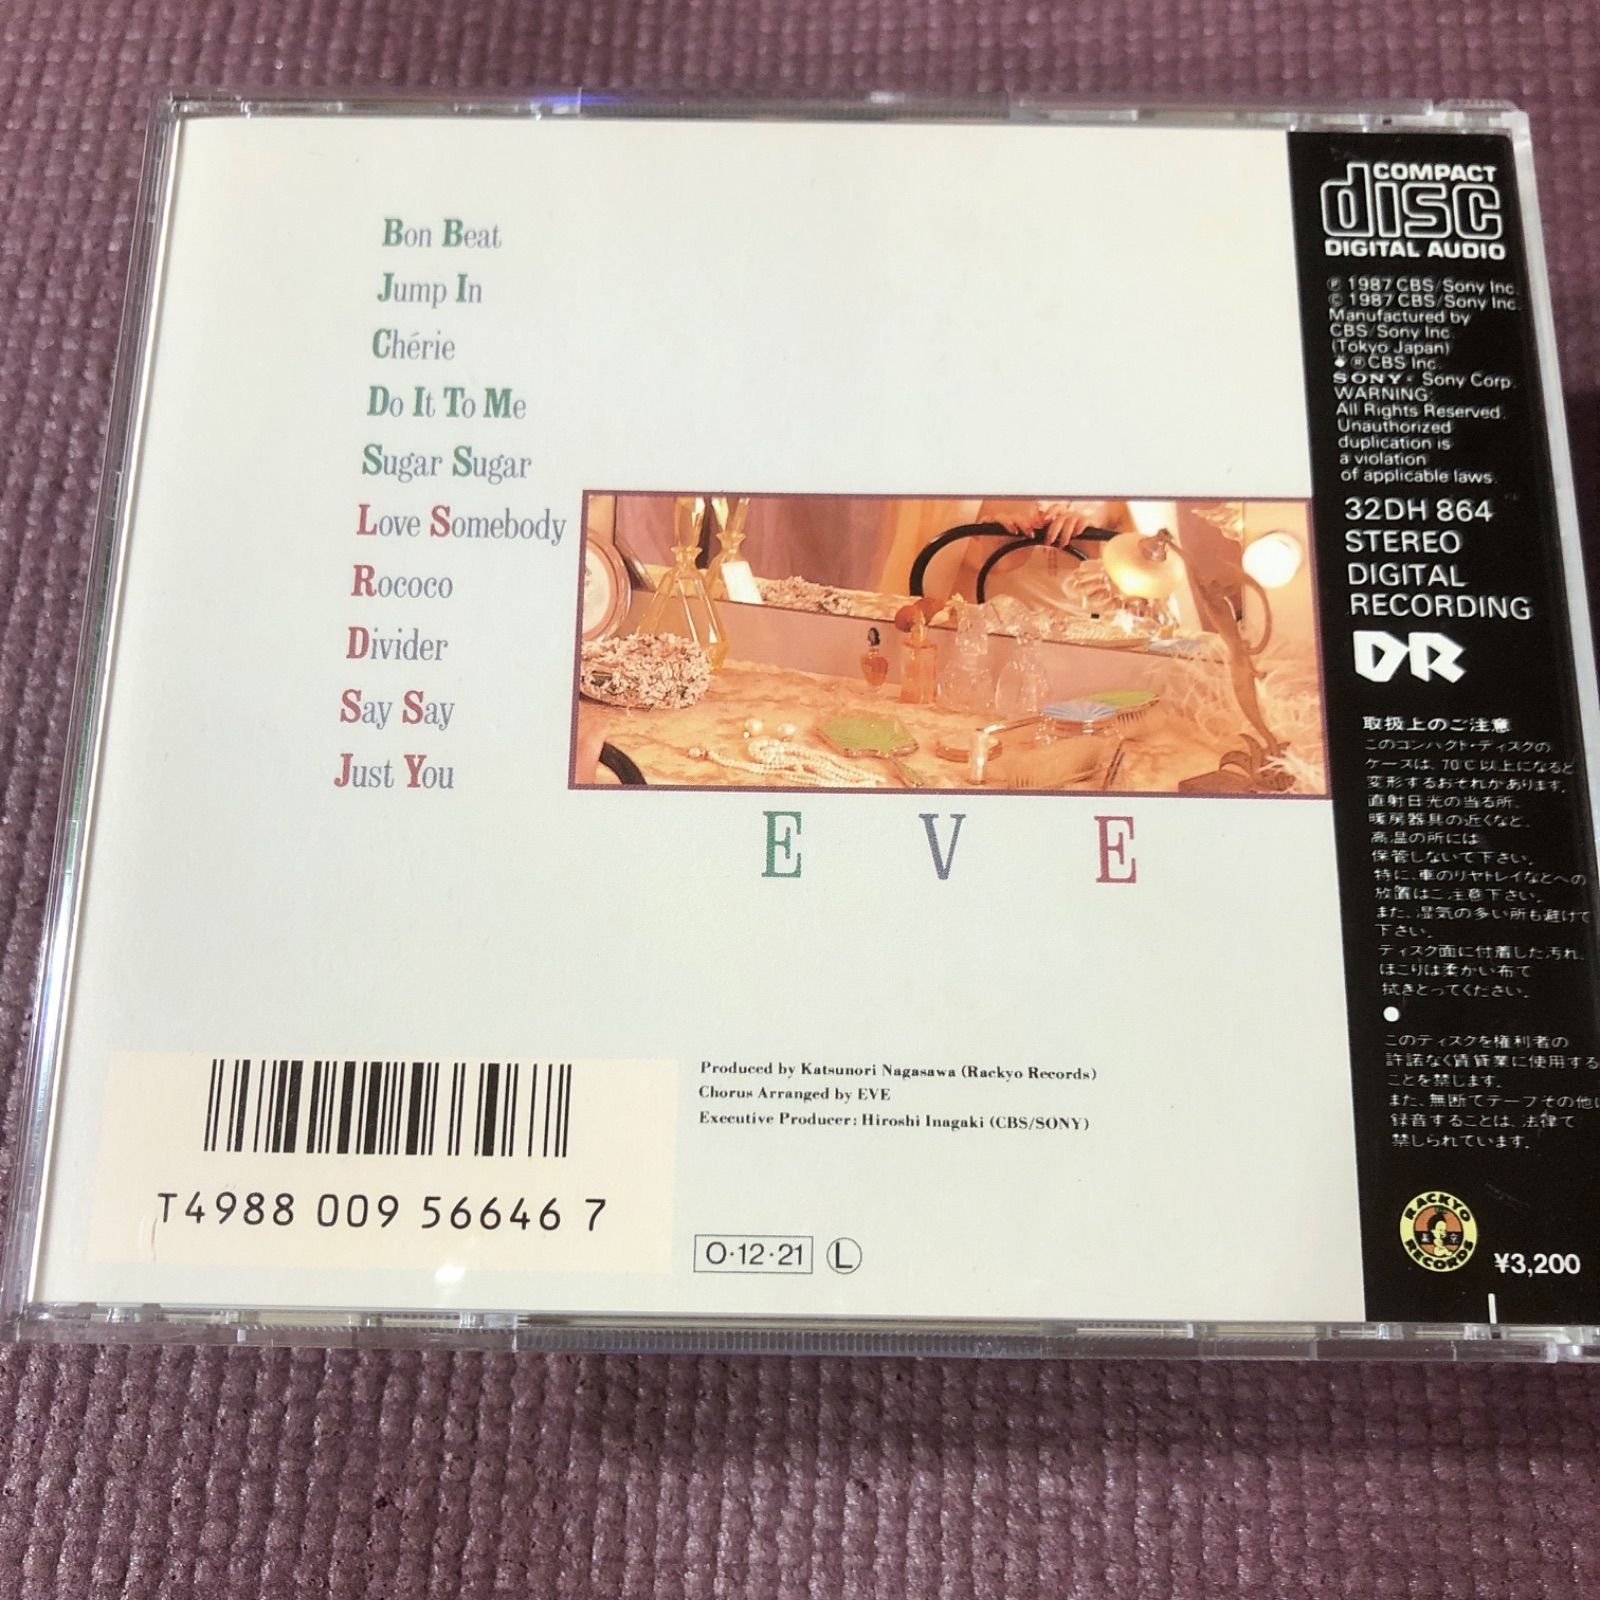 Bon Beat
Jump In
Chérie
Do It To Me
Sugar Sugar
Love Somebody
Rococo
Divider
Say Say
Just You
E V E
T4988 009 56646 7
Produced by Katsunori Nagasawa (Rackyo Records)
Chorus Arranged by EVE
Executive Producer: Hiroshi Inagaki (CBS/SONY)
O·12·21 Ⓛ
COMPACT
disc
DIGITAL AUDIO
℗ 1987 CBS/Sony Inc.
© 1987 CBS/Sony Inc.
Manufactured by
CBS/Sony Inc.
(Tokyo Japan)
® CBS Inc.
SONY® Sony Corp.
WARNING:
All Rights Reserved.
Unauthorized
duplication is
a violation
of applicable laws.
32DH 864
STEREO
DIGITAL
RECORDING
DR
取扱上のご注意
このコンパクト・ディスクの
ケースは、70℃以上になると
変形するおそれがあります。
直射日光の当る所、
暖房器具の近くなど、
高温の所には
保管しないで下さい。
特に、車のリヤトレイなどへの
放置はご注意下さい。
また、湿気の多い所も避けて
下さい。
ディスク面に付着した汚れ、
ほこりは柔かい布で
拭きとってください。
●
このディスクを権利者の
許諾なく賃貸業に使用する
ことを禁じます。
また、無断でテープその他に
録音することは、法律で
禁じられています。
RACKYO
RECORDS
¥3,200